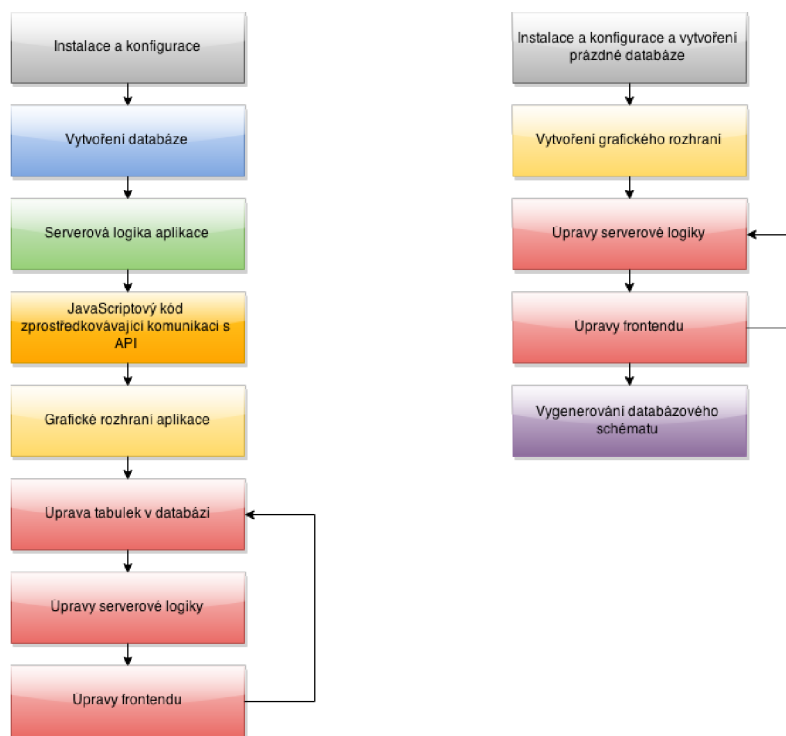 Instalace a konfigurace
Vytvoření databáze
Serverová logika aplikace
JavaScriptový kód
zprostředkovávající komunikaci s
API
Grafické rozhraní aplikace
Úprava tabulek v databázi
Úpravy serverové logiky
Úpravy frontendu
Instalace a konfigurace a vytvoření
prázdné databáze
Vytvoření grafického rozhraní
Úpravy serverové logiky
Úpravy frontendu
Vygenerování databázového
schématu